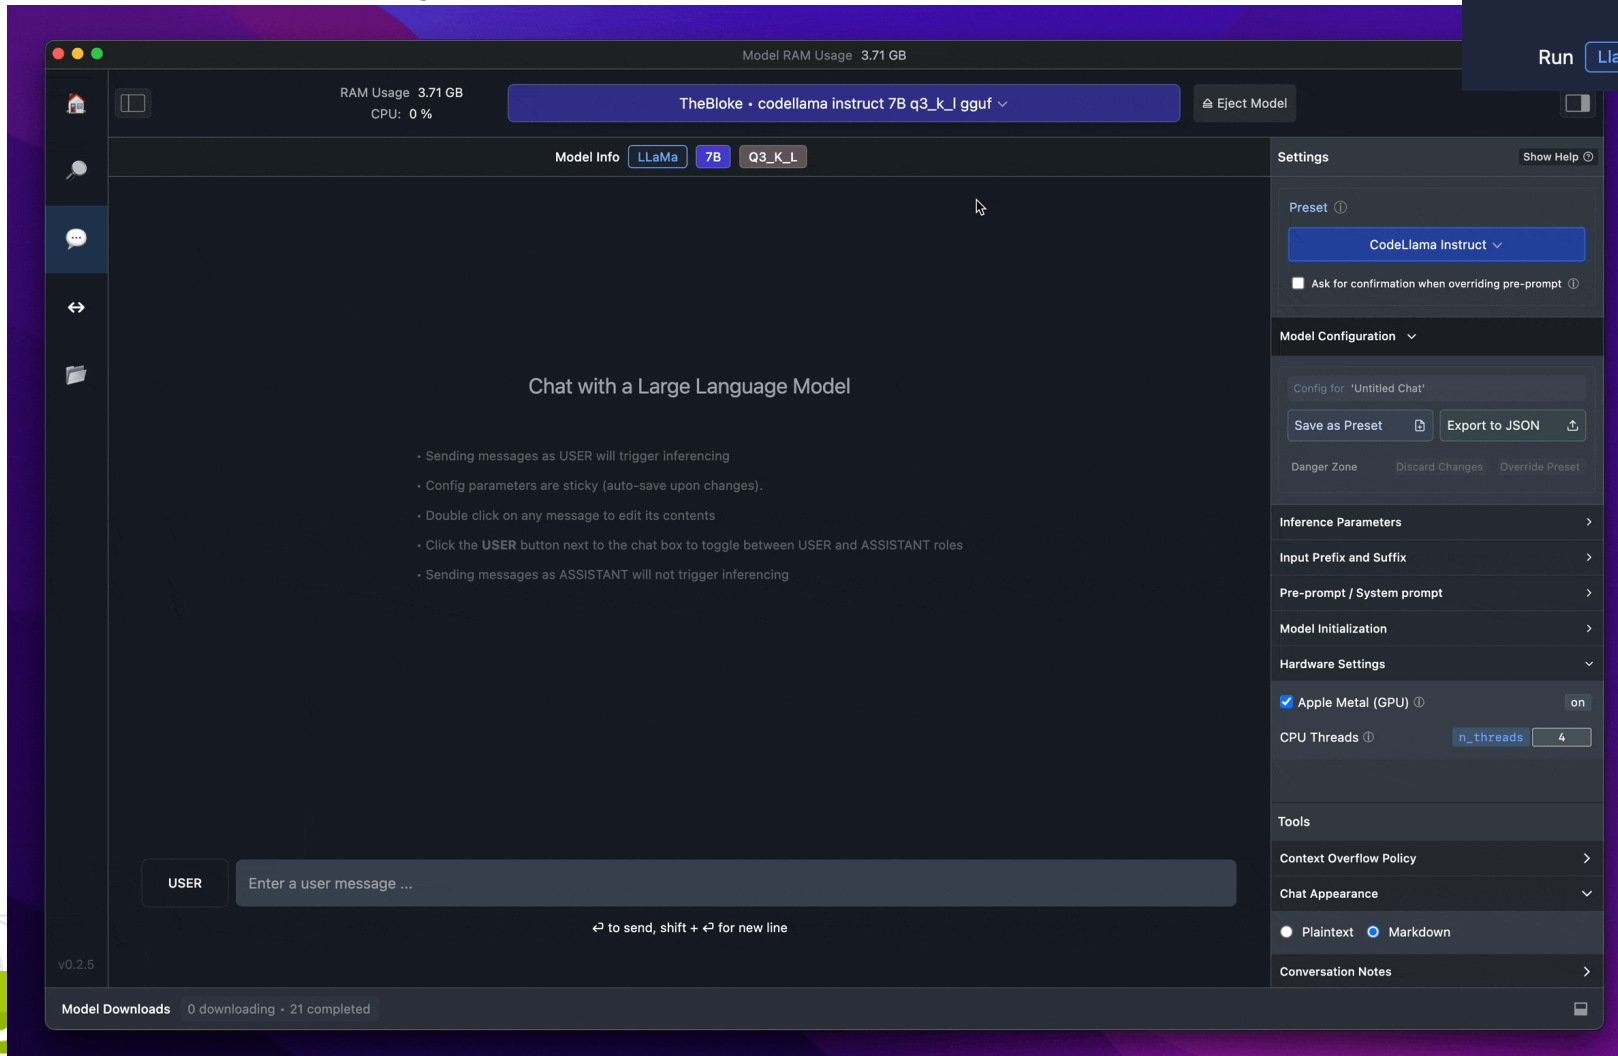 Model RAM Usage 3.71 GB
Run
RAM Usage 3.71 GB
CPU: 0 %
TheBloke • codellama instruct 7B q3_k_l gguf
Eject Model
Model Info LLaMa 7B Q3_K_L
Chat with a Large Language Model
• Sending messages as USER will trigger inferencing
• Config parameters are sticky (auto-save upon changes).
• Double click on any message to edit its contents
• Click the USER button next to the chat box to toggle between USER and ASSISTANT roles
• Sending messages as ASSISTANT will not trigger inferencing
USER
Enter a user message ...
⏎ to send, shift + ⏎ for new line
v0.2.5
Settings
Show Help
Preset
CodeLlama Instruct
Ask for confirmation when overriding pre-prompt
Model Configuration
Config for 'Untitled Chat'
Save as Preset
Export to JSON
Danger Zone Discard Changes Override Preset
Inference Parameters
Input Prefix and Suffix
Pre-prompt / System prompt
Model Initialization
Hardware Settings
Apple Metal (GPU) on
CPU Threads n_threads 4
Tools
Context Overflow Policy
Chat Appearance
Plaintext Markdown
Conversation Notes
Model Downloads 0 downloading • 21 completed